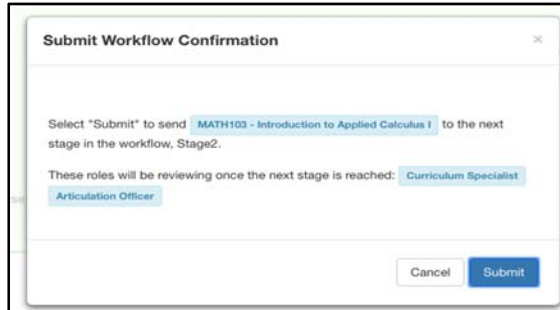 Submit Workflow Confirmation ×
Select "Submit" to send MATH103 - Introduction to Applied Calculus I to the next
stage in the workflow, Stage2.
These roles will be reviewing once the next stage is reached: Curriculum Specialist
Articulation Officer
Cancel Submit